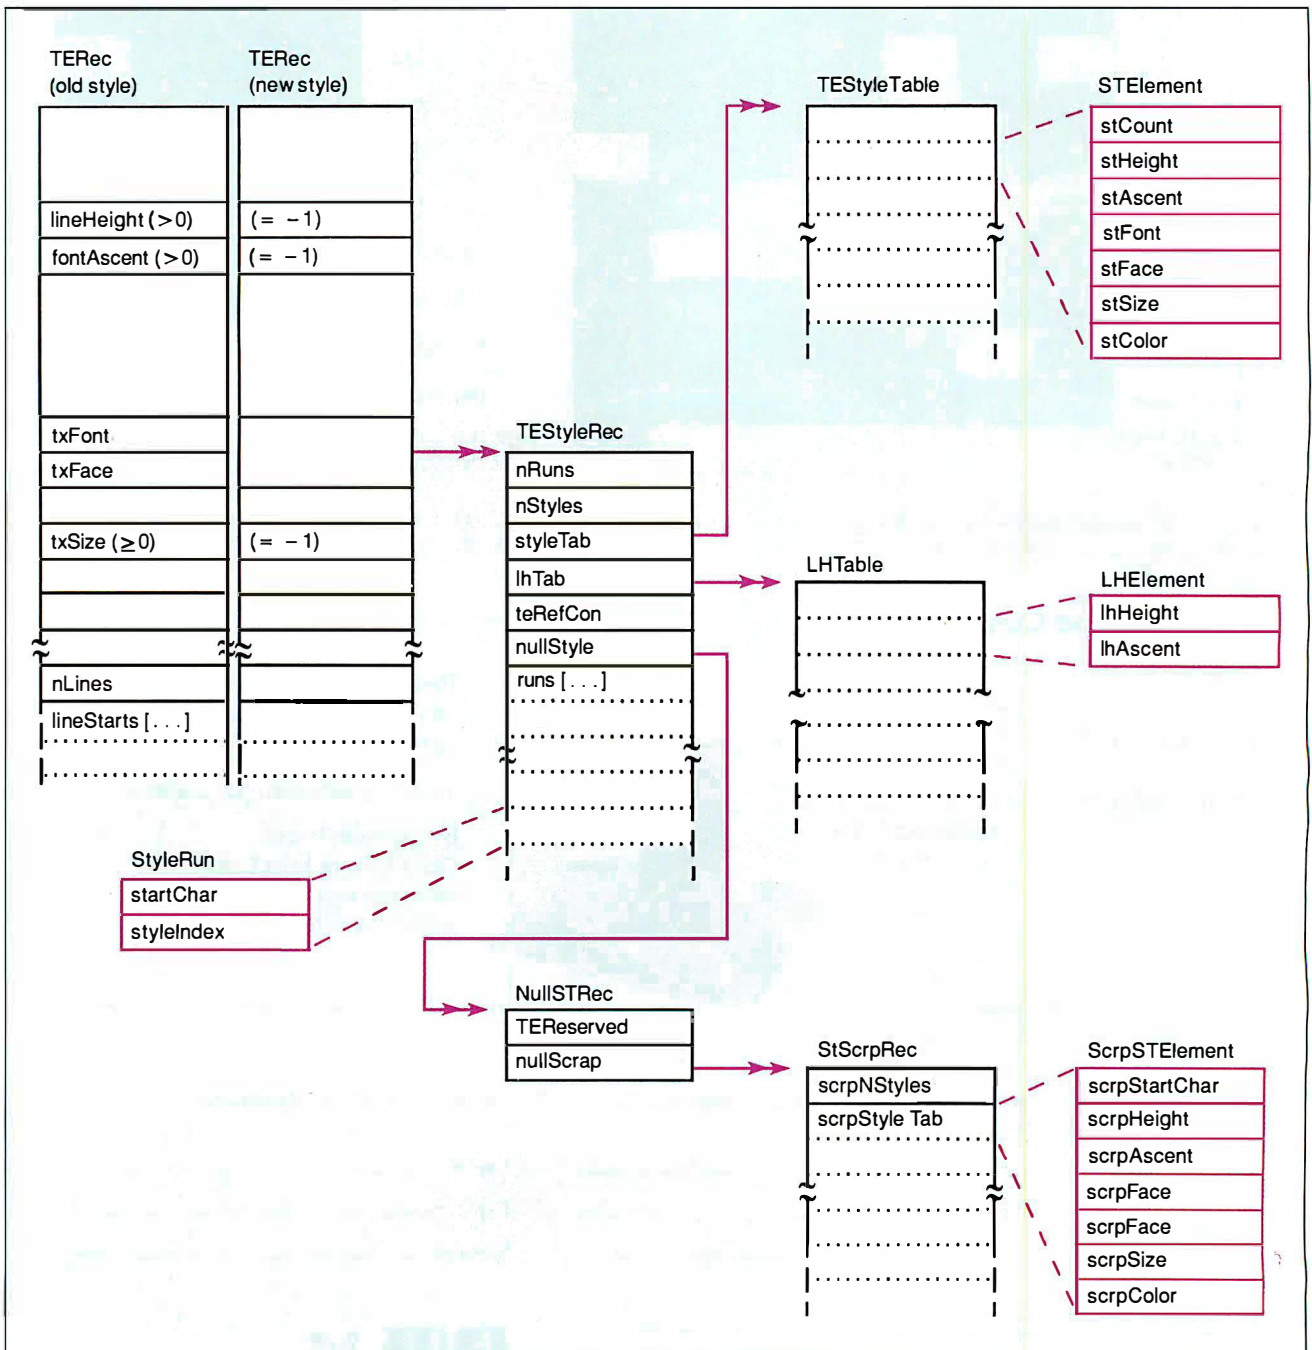 TERec
(old style)
TERec
(new style)
lineHeight (>0)
(= −1)
fontAscent (>0)
(= −1)
txFont
txFace
txSize (≥0)
(= −1)
nLines
lineStarts [...]
StyleRun
startChar
styleIndex
TEStyleRec
nRuns
nStyles
styleTab
lhTab
teRefCon
nullStyle
runs [...]
TEStyleTable
STElement
stCount
stHeight
stAscent
stFont
stFace
stSize
stColor
LHTable
LHElement
lhHeight
lhAscent
NullSTRec
TEReserved
nullScrap
StScrpRec
scrpNStyles
scrpStyle Tab
ScrpSTElement
scrpStartChar
scrpHeight
scrpAscent
scrpFace
scrpFace
scrpSize
scrpColor